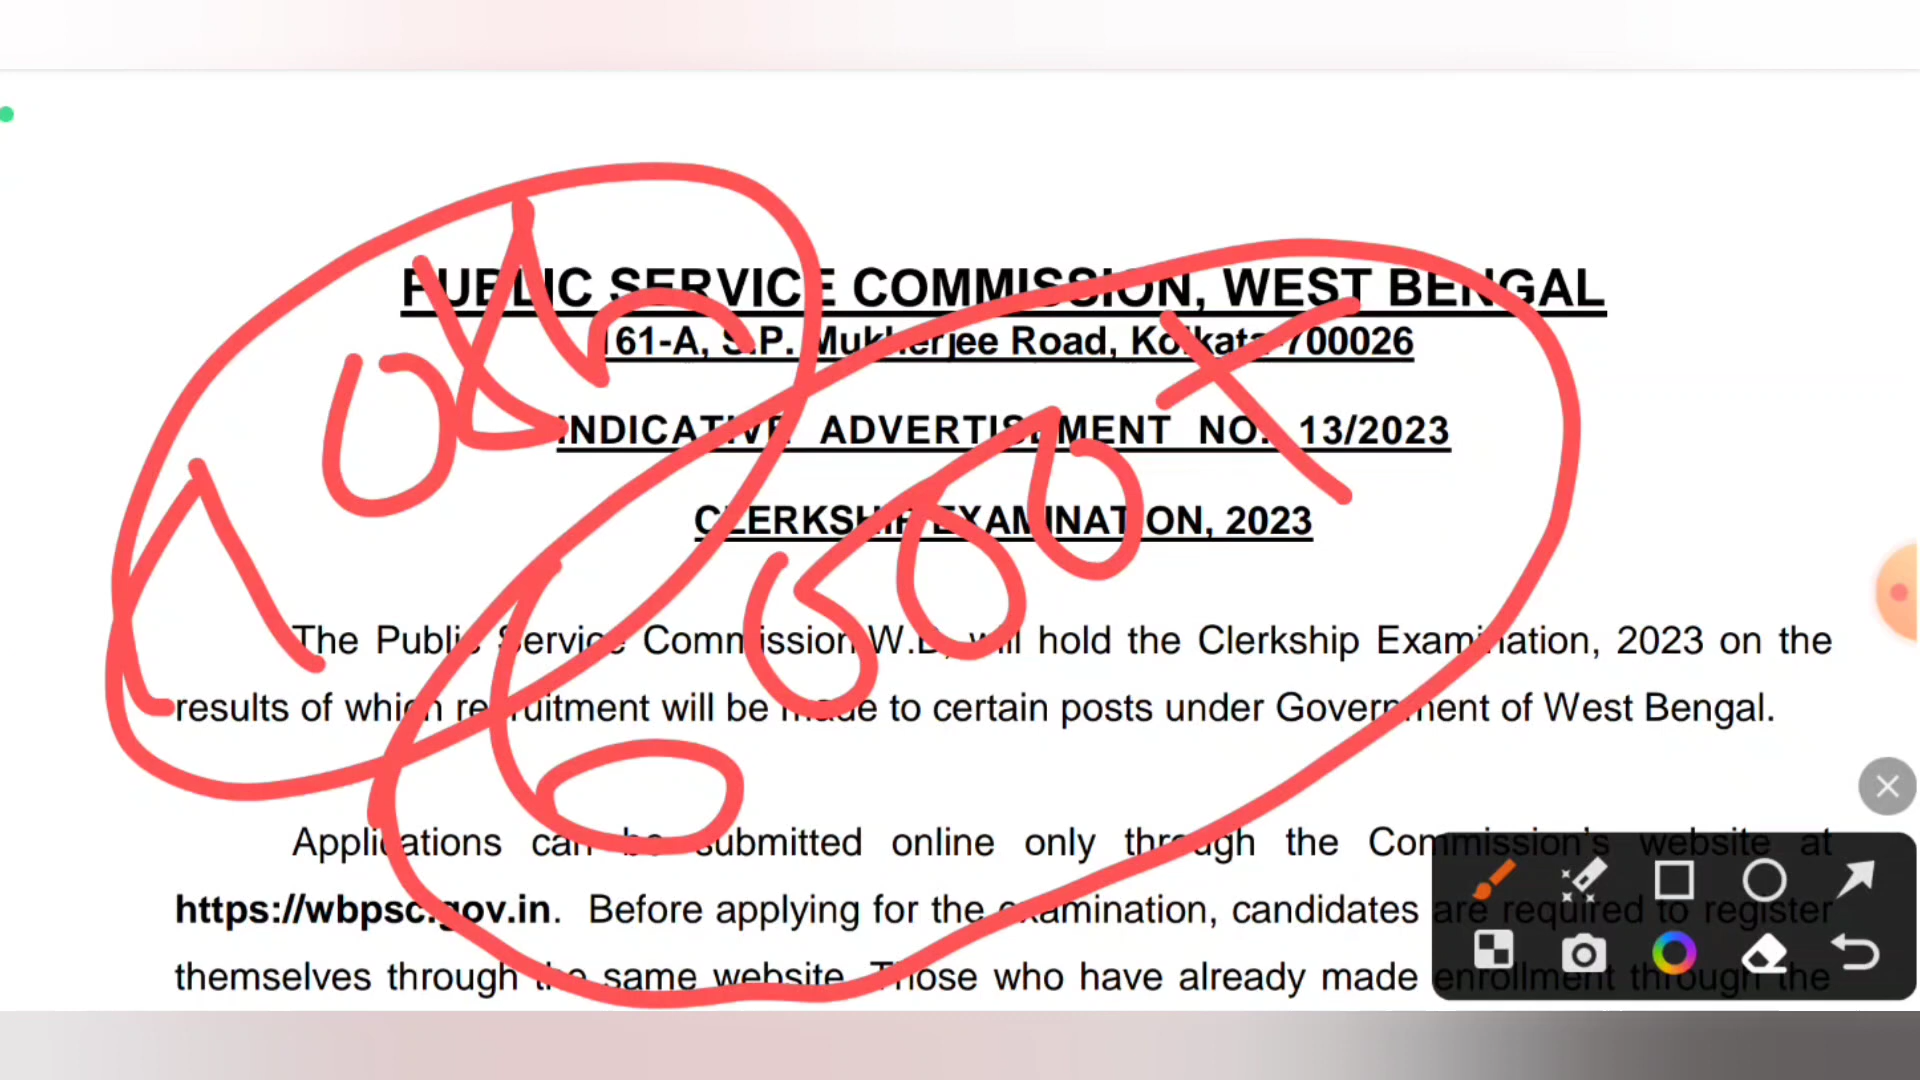 PUBLIC SERVICE COMMISSION, WEST BENGAL
161-A, S.P. Mukherjee Road, Kolkata-700026
INDICATIVE ADVERTISEMENT NO. 13/2023
CLERKSHIP EXAMINATION, 2023
The Public Service Commission W.B, will hold the Clerkship Examination, 2023 on the
results of which recruitment will be made to certain posts under Government of West Bengal.
Applications can be submitted online only through the Commission's website at
https://wbpsc.gov.in. Before applying for the examination, candidates are required to register
themselves through the same website. Those who have already made enrollment through the